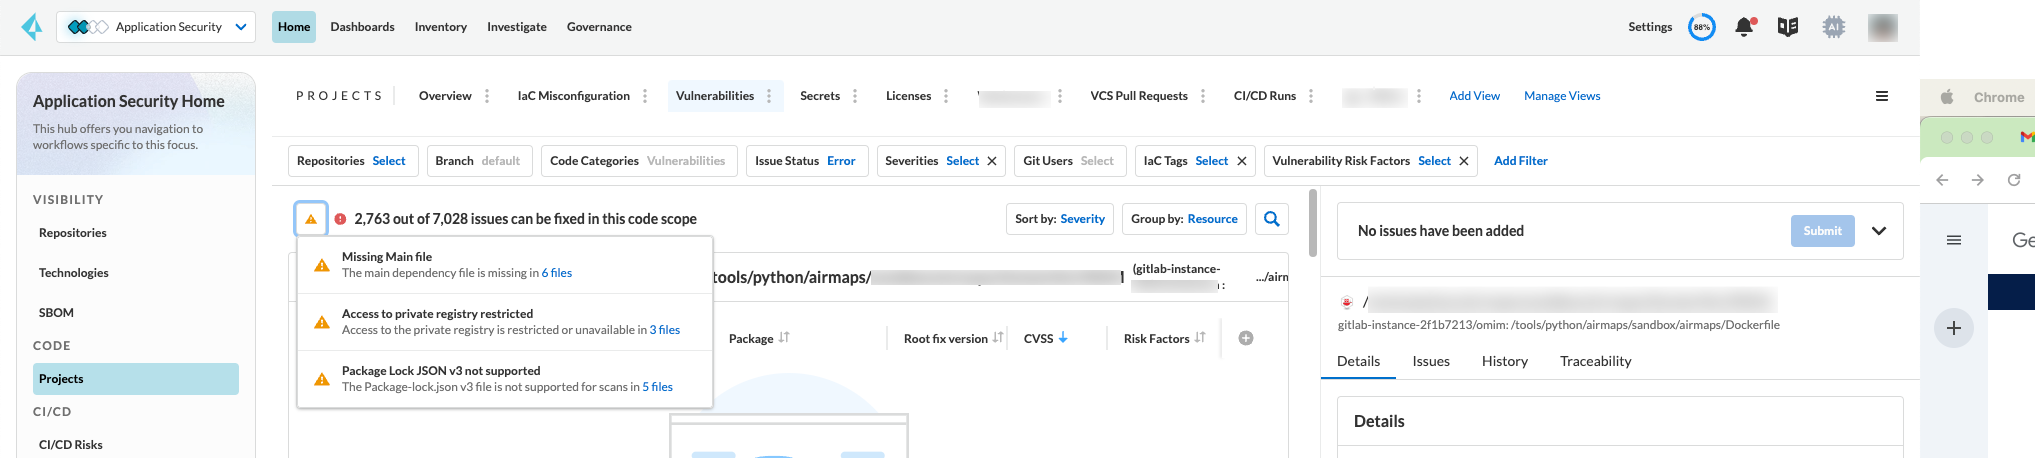 Application Security
Home
Dashboards
Inventory
Investigate
Governance
Settings
88%
AI
Application Security Home
This hub offers you navigation to
workflows specific to this focus.
VISIBILITY
Repositories
Technologies
SBOM
CODE
Projects
CI/CD
CI/CD Risks
PROJECTS
Overview
IaC Misconfiguration
Vulnerabilities
Secrets
Licenses
VCS Pull Requests
CI/CD Runs
Add View
Manage Views
Repositories Select
Branch default
Code Categories Vulnerabilities
Issue Status Error
Severities Select
Git Users Select
IaC Tags Select
Vulnerability Risk Factors Select
Add Filter
2,763 out of 7,028 issues can be fixed in this code scope
Sort by: Severity
Group by: Resource
Missing Main file
The main dependency file is missing in 6 files
Access to private registry restricted
Access to the private registry is restricted or unavailable in 3 files
Package Lock JSON v3 not supported
The Package-lock.json v3 file is not supported for scans in 5 files
tools/python/airmaps/
(gitlab-instance-
.../airm
Package
Root fix version
CVSS
Risk Factors
No issues have been added
Submit
/
gitlab-instance-2f1b7213/omim: /tools/python/airmaps/sandbox/airmaps/Dockerfile
Details
Issues
History
Traceability
Details
Chrome